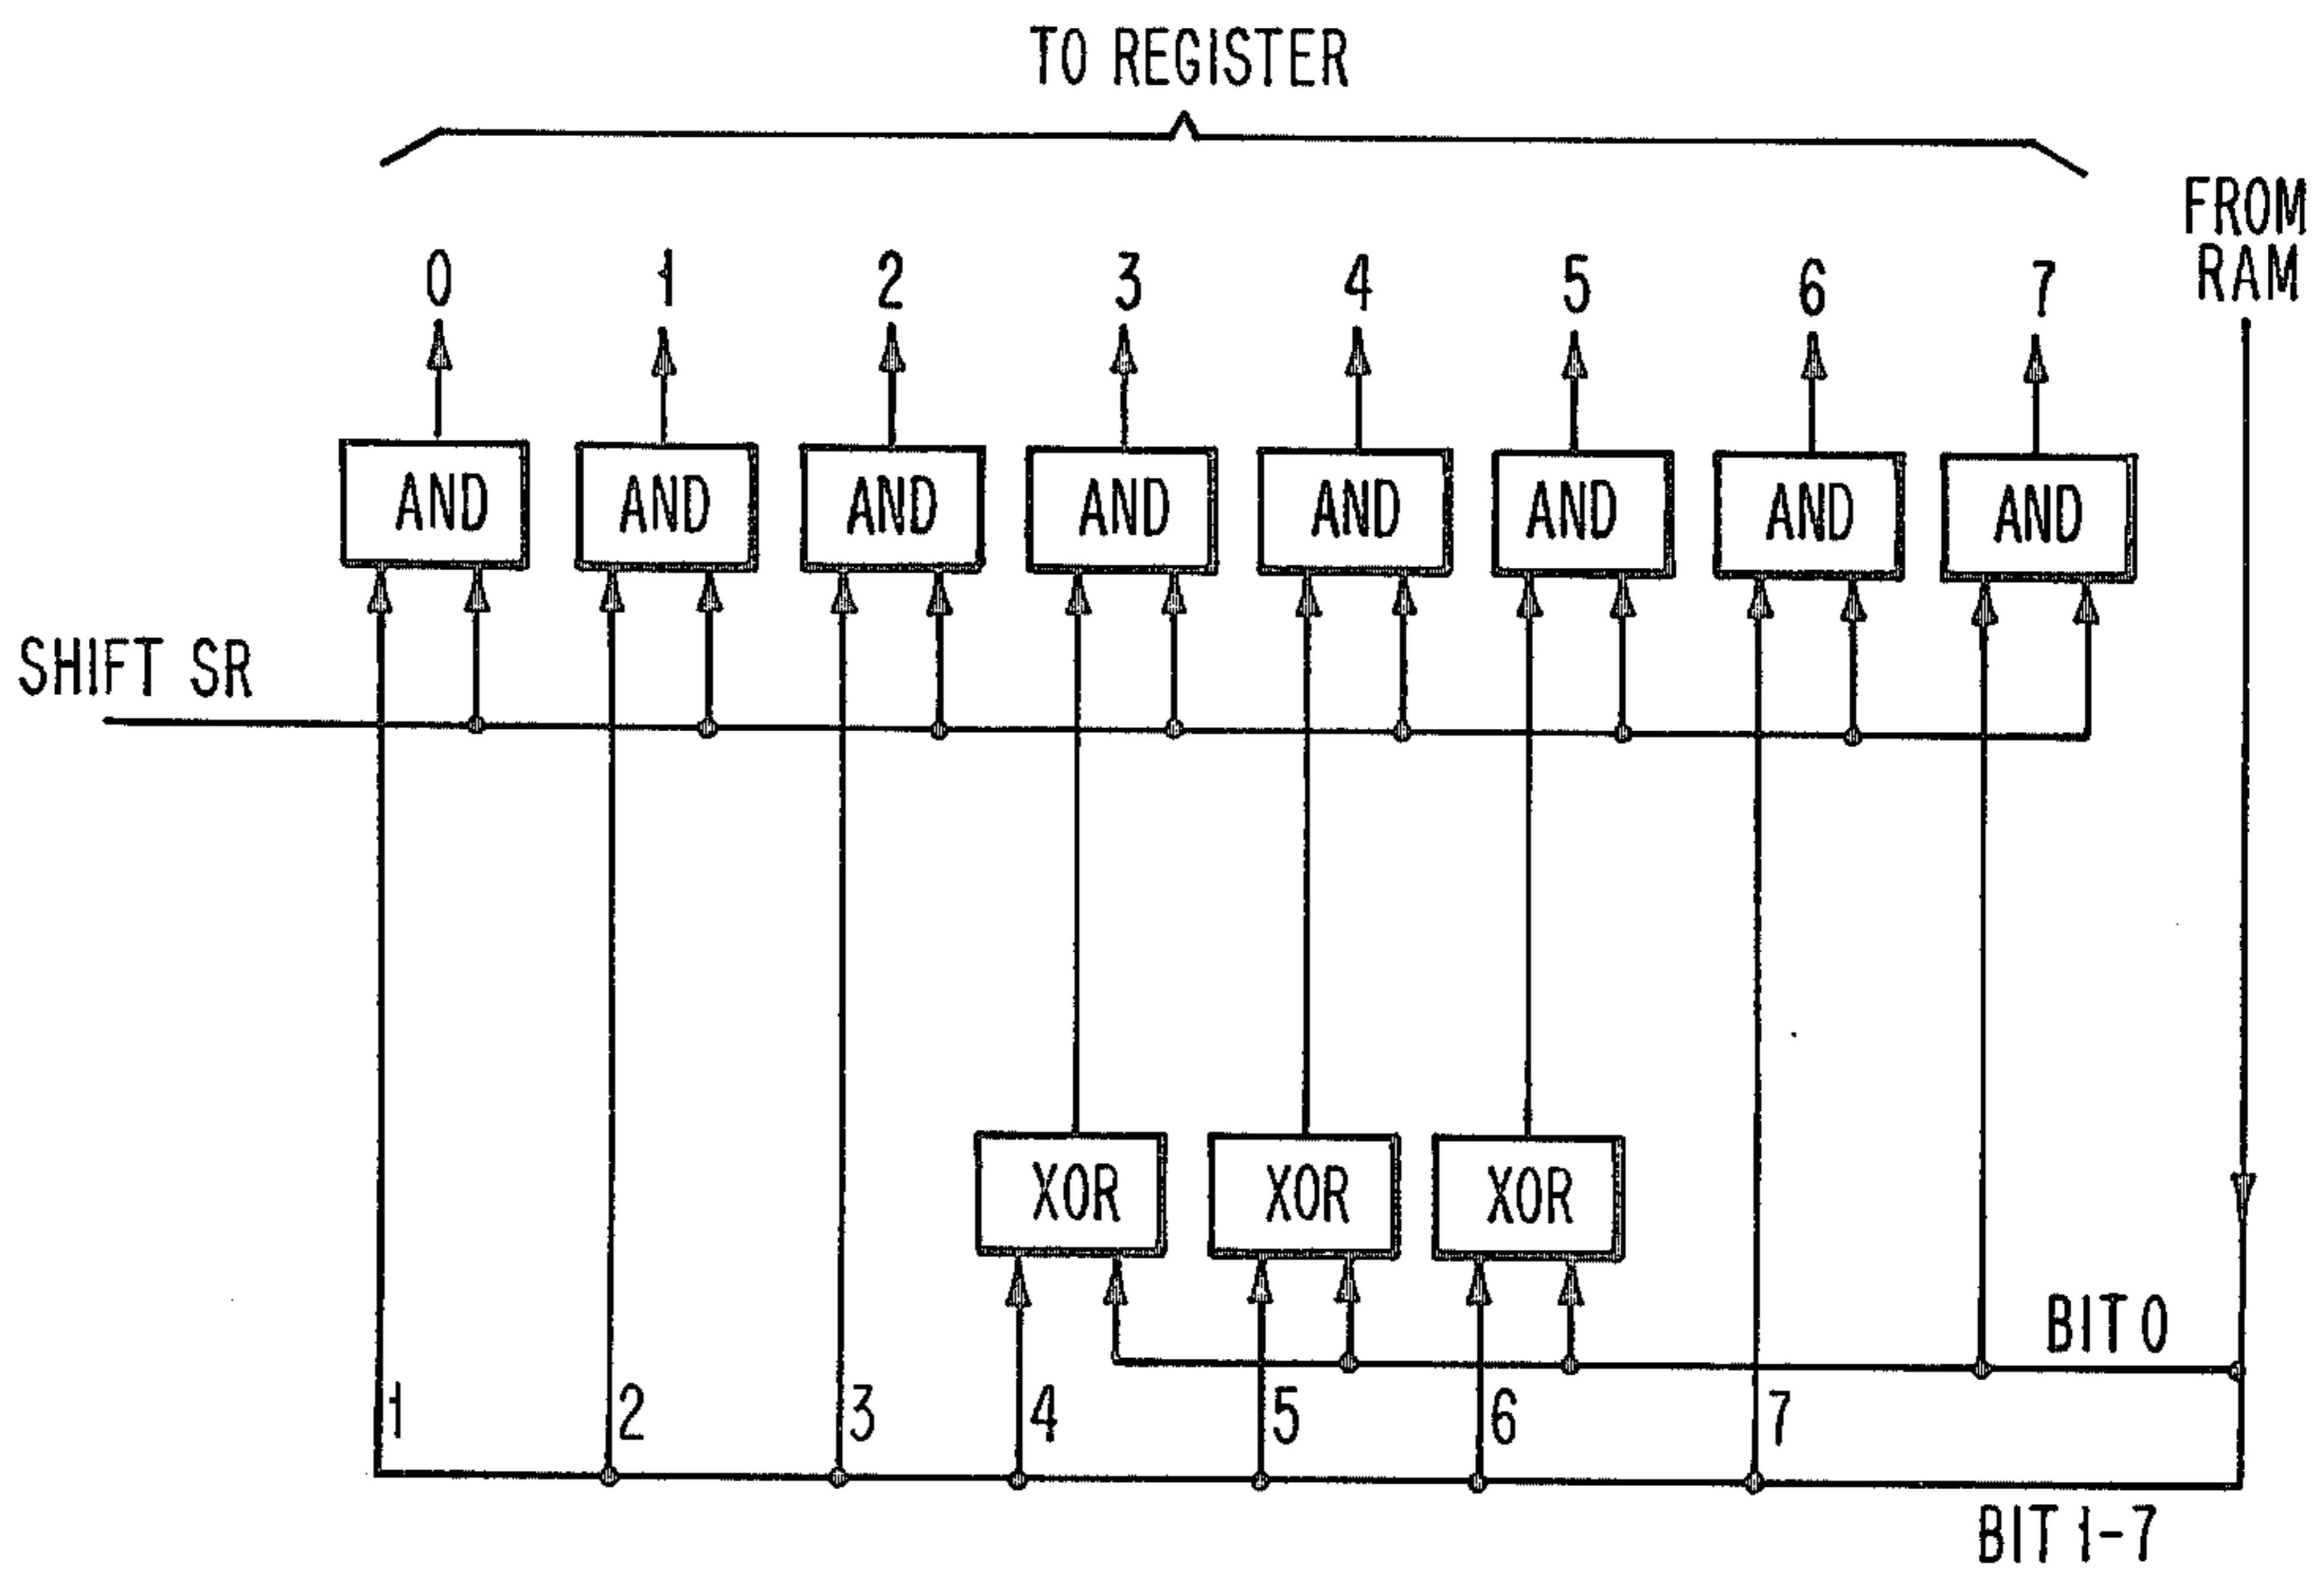 TO REGISTER
FROM
RAM
0 1 2 3 4 5 6 7
AND AND AND AND AND AND AND AND
SHIFT SR
XOR XOR XOR
BIT 0
1 2 3 4 5 6 7
BIT 1-7